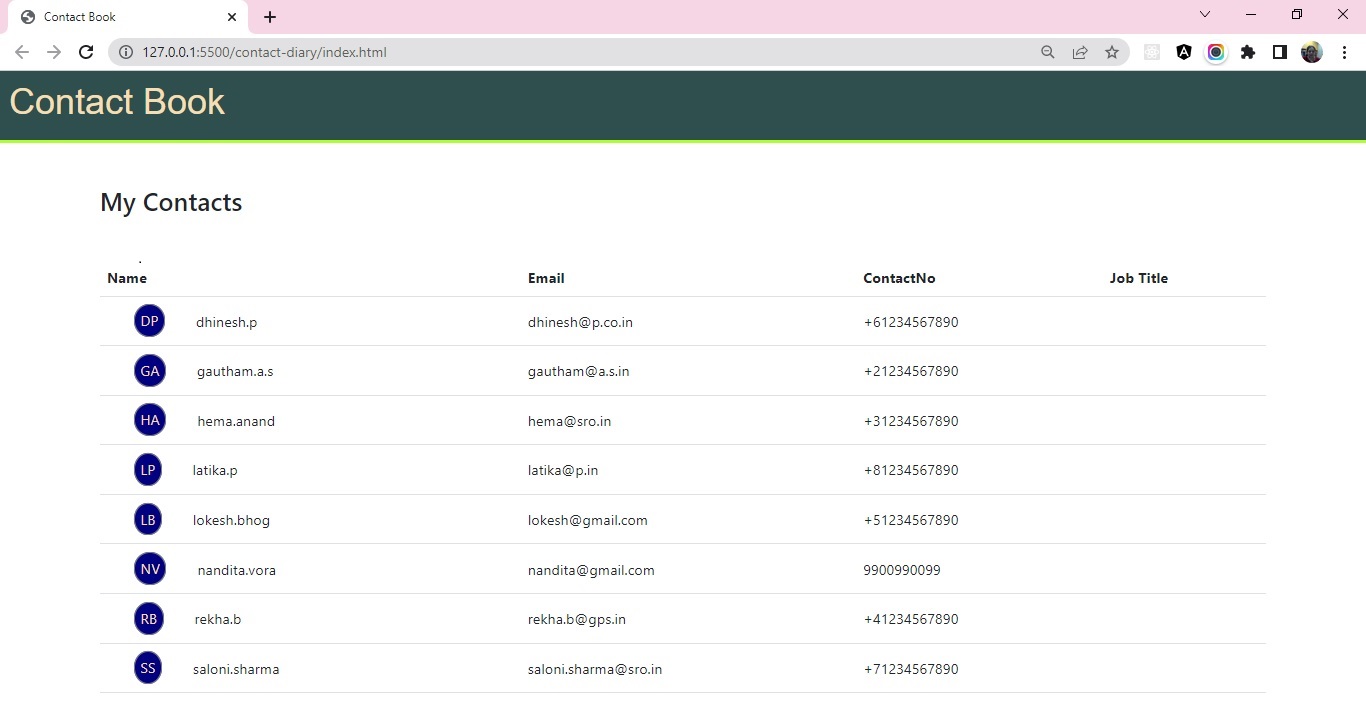 Contact Book
127.0.0.1:5500/contact-diary/index.html
Contact Book
My Contacts
Name Email ContactNo Job Title
DP dhinesh.p dhinesh@p.co.in +61234567890
GA gautham.a.s gautham@a.s.in +21234567890
HA hema.anand hema@sro.in +31234567890
LP latika.p latika@p.in +81234567890
LB lokesh.bhog lokesh@gmail.com +51234567890
NV nandita.vora nandita@gmail.com 9900990099
RB rekha.b rekha.b@gps.in +41234567890
SS saloni.sharma saloni.sharma@sro.in +71234567890